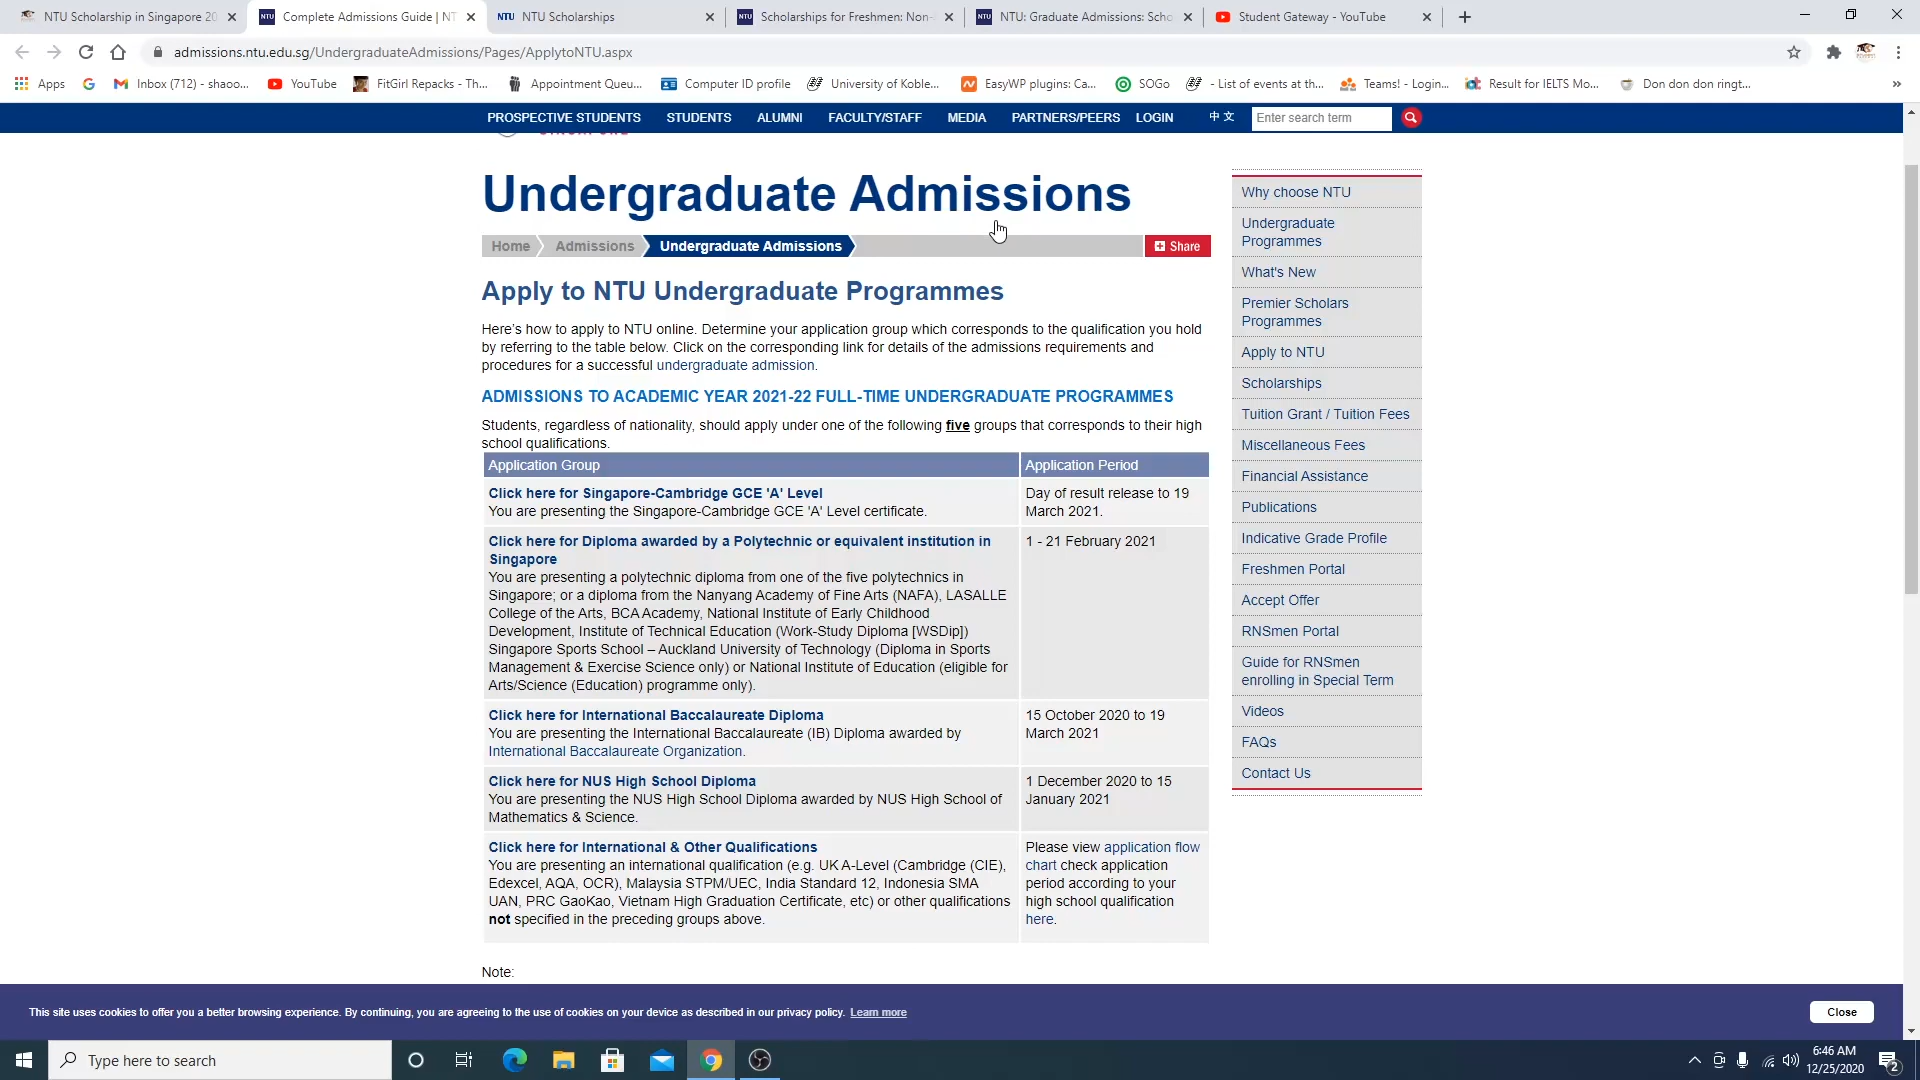 NTU Scholarship in Singapore 20
Complete Admissions Guide | NT
NTU NTU Scholarships
NTU Scholarships for Freshmen: Non-
NTU NTU: Graduate Admissions: Scho
Student Gateway - YouTube
admissions.ntu.edu.sg/UndergraduateAdmissions/Pages/ApplytoNTU.aspx
Apps
Inbox (712) - shaoo...
YouTube
FitGirl Repacks - Th...
Appointment Queu...
Computer ID profile
University of Koble...
EasyWP plugins: Ca...
SOGo
- List of events at th...
Teams! - Login...
Result for IELTS Mo...
Don don don ringt...
PROSPECTIVE STUDENTS STUDENTS ALUMNI FACULTY/STAFF MEDIA PARTNERS/PEERS LOGIN 中文 Enter search term
Undergraduate Admissions
Home Admissions Undergraduate Admissions Share
Apply to NTU Undergraduate Programmes
Here's how to apply to NTU online. Determine your application group which corresponds to the qualification you hold
by referring to the table below. Click on the corresponding link for details of the admissions requirements and
procedures for a successful undergraduate admission.
ADMISSIONS TO ACADEMIC YEAR 2021-22 FULL-TIME UNDERGRADUATE PROGRAMMES
Students, regardless of nationality, should apply under one of the following five groups that corresponds to their high
school qualifications.
Application Group Application Period
Click here for Singapore-Cambridge GCE 'A' Level
You are presenting the Singapore-Cambridge GCE 'A' Level certificate.
Day of result release to 19
March 2021.
Click here for Diploma awarded by a Polytechnic or equivalent institution in
Singapore
You are presenting a polytechnic diploma from one of the five polytechnics in
Singapore; or a diploma from the Nanyang Academy of Fine Arts (NAFA), LASALLE
College of the Arts, BCA Academy, National Institute of Early Childhood
Development, Institute of Technical Education (Work-Study Diploma [WSDip])
Singapore Sports School – Auckland University of Technology (Diploma in Sports
Management & Exercise Science only) or National Institute of Education (eligible for
Arts/Science (Education) programme only).
1 - 21 February 2021
Click here for International Baccalaureate Diploma
You are presenting the International Baccalaureate (IB) Diploma awarded by
International Baccalaureate Organization.
15 October 2020 to 19
March 2021
Click here for NUS High School Diploma
You are presenting the NUS High School Diploma awarded by NUS High School of
Mathematics & Science.
1 December 2020 to 15
January 2021
Click here for International & Other Qualifications
You are presenting an international qualification (e.g. UK A-Level (Cambridge (CIE),
Edexcel, AQA, OCR), Malaysia STPM/UEC, India Standard 12, Indonesia SMA
UAN, PRC GaoKao, Vietnam High Graduation Certificate, etc) or other qualifications
not specified in the preceding groups above.
Please view application flow
chart check application
period according to your
high school qualification
here.
Note:
Why choose NTU
Undergraduate
Programmes
What's New
Premier Scholars
Programmes
Apply to NTU
Scholarships
Tuition Grant / Tuition Fees
Miscellaneous Fees
Financial Assistance
Publications
Indicative Grade Profile
Freshmen Portal
Accept Offer
RNSmen Portal
Guide for RNSmen
enrolling in Special Term
Videos
FAQs
Contact Us
This site uses cookies to offer you a better browsing experience. By continuing, you are agreeing to the use of cookies on your device as described in our privacy policy. Learn more
Close
Type here to search
6:46 AM
12/25/2020
2